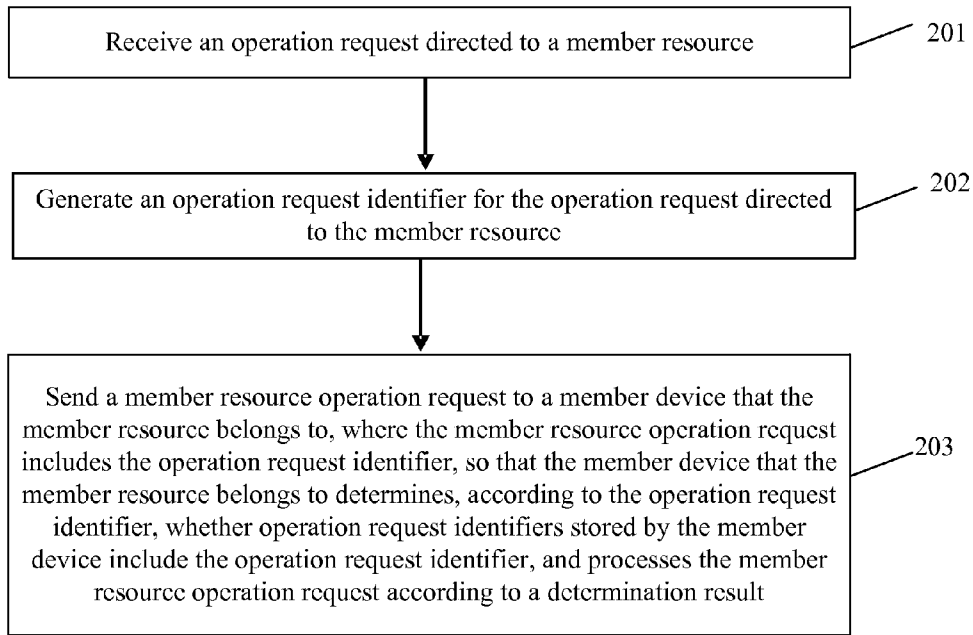 Receive an operation request directed to a member resource
201
Generate an operation request identifier for the operation request directed
to the member resource
202
Send a member resource operation request to a member device that the
member resource belongs to, where the member resource operation request
includes the operation request identifier, so that the member device that the
member resource belongs to determines, according to the operation request
identifier, whether operation request identifiers stored by the member
device include the operation request identifier, and processes the member
resource operation request according to a determination result
203